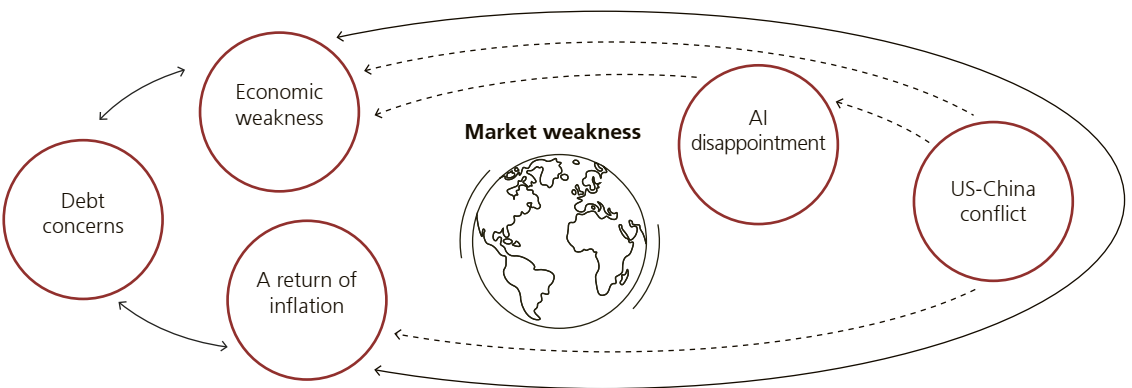 Economic
weakness
Debt
concerns
A return of
inflation
Market weakness
AI
disappointment
US-China
conflict